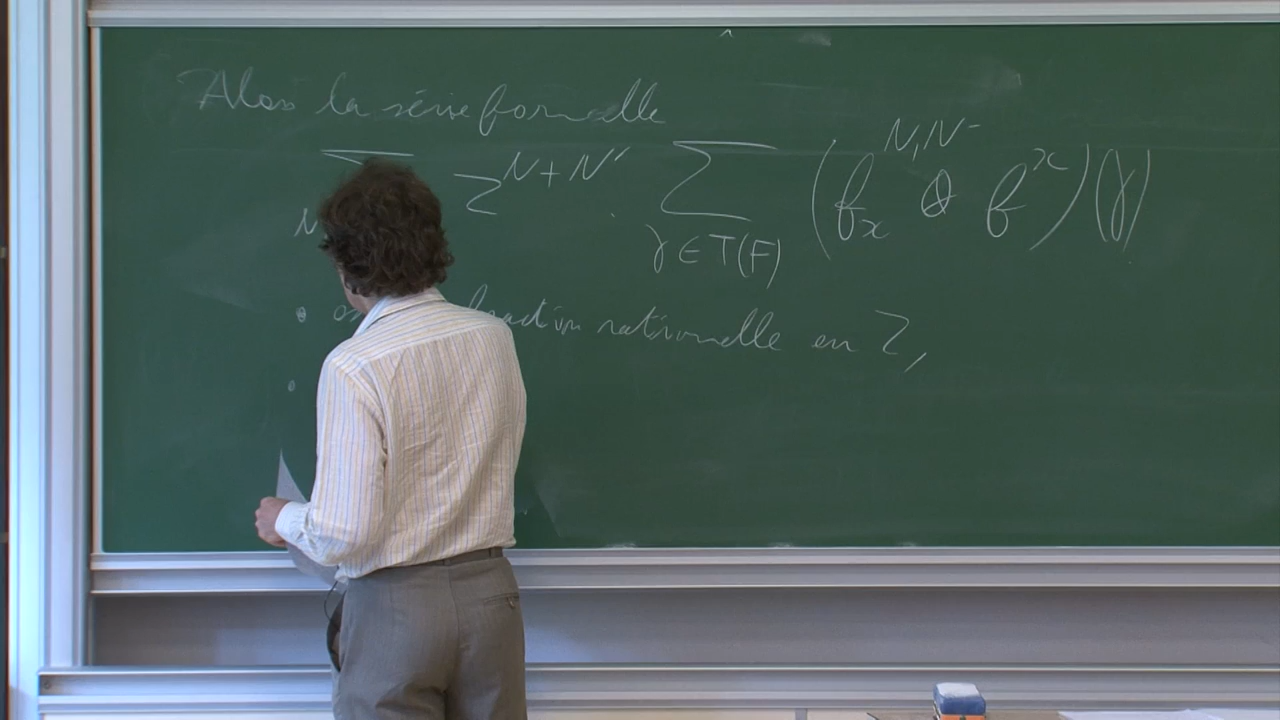 Alors la série formelle
∑ Z^{N+N'} . ∑_{γ∈T(F)} (f_x^{N,N'} ⊗ f^x)(γ)
N
• fraction rationnelle en Z,
•